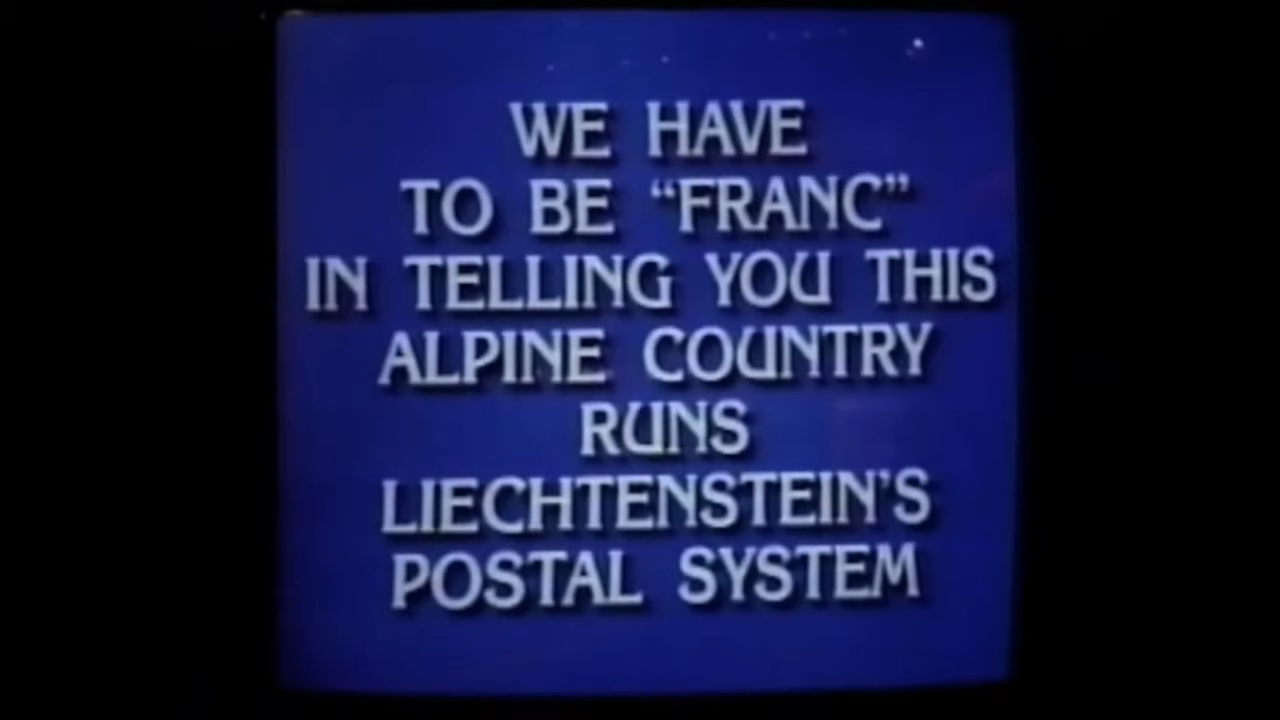 WE HAVE
TO BE “FRANC”
IN TELLING YOU THIS
ALPINE COUNTRY
RUNS
LIECHTENSTEIN’S
POSTAL SYSTEM